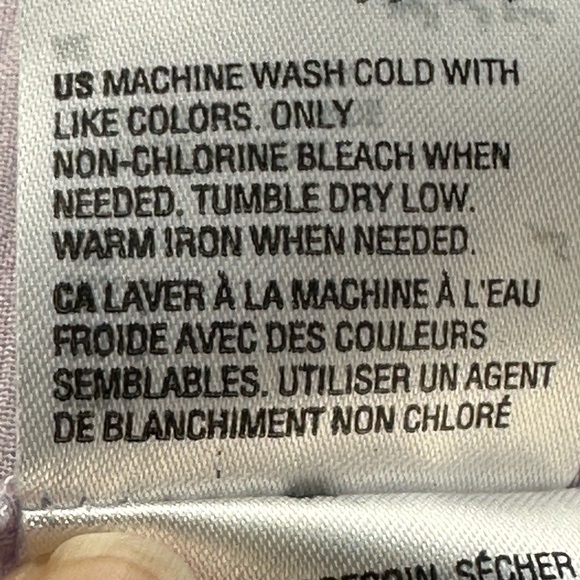 US MACHINE WASH COLD WITH
LIKE COLORS. ONLY
NON-CHLORINE BLEACH WHEN
NEEDED. TUMBLE DRY LOW.
WARM IRON WHEN NEEDED.
CA LAVER À LA MACHINE À L'EAU
FROIDE AVEC DES COULEURS
SEMBLABLES. UTILISER UN AGENT
DE BLANCHIMENT NON CHLORÉ
SÉCHER